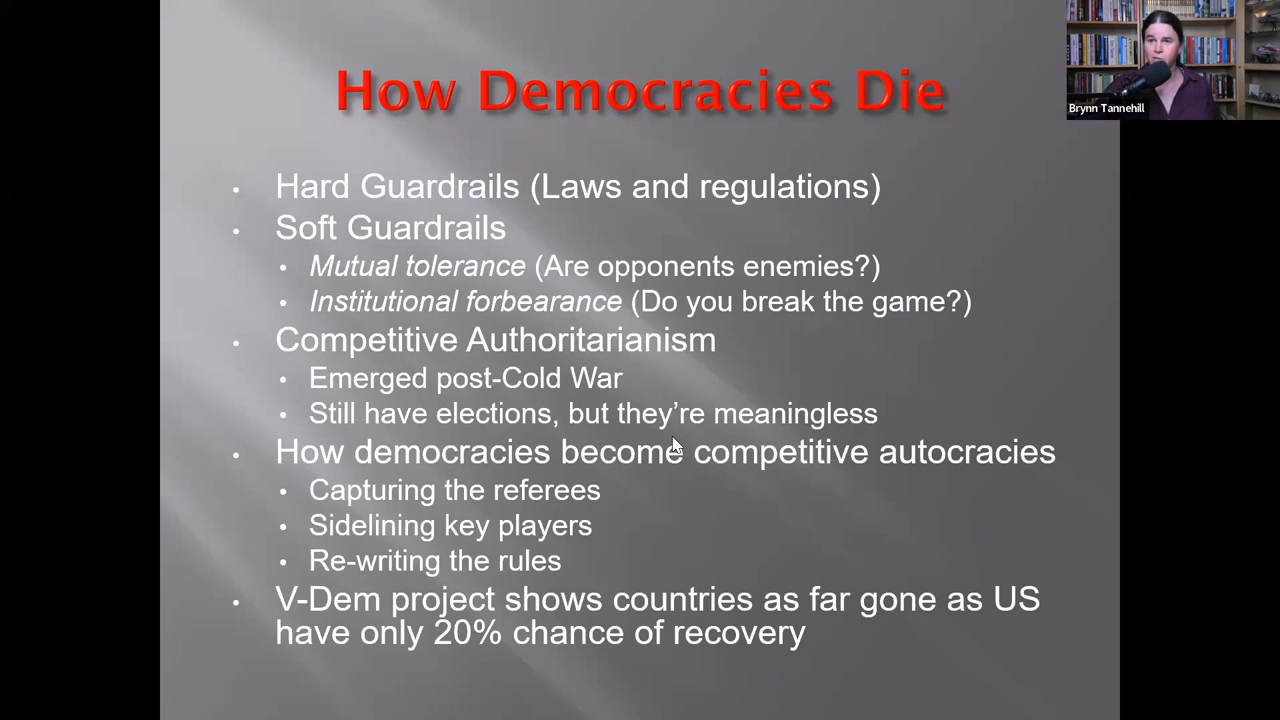 How Democracies Die
Brynn Tannehill
• Hard Guardrails (Laws and regulations)
• Soft Guardrails
• Mutual tolerance (Are opponents enemies?)
• Institutional forbearance (Do you break the game?)
• Competitive Authoritarianism
• Emerged post-Cold War
• Still have elections, but they’re meaningless
• How democracies become competitive autocracies
• Capturing the referees
• Sidelining key players
• Re-writing the rules
• V-Dem project shows countries as far gone as US
have only 20% chance of recovery